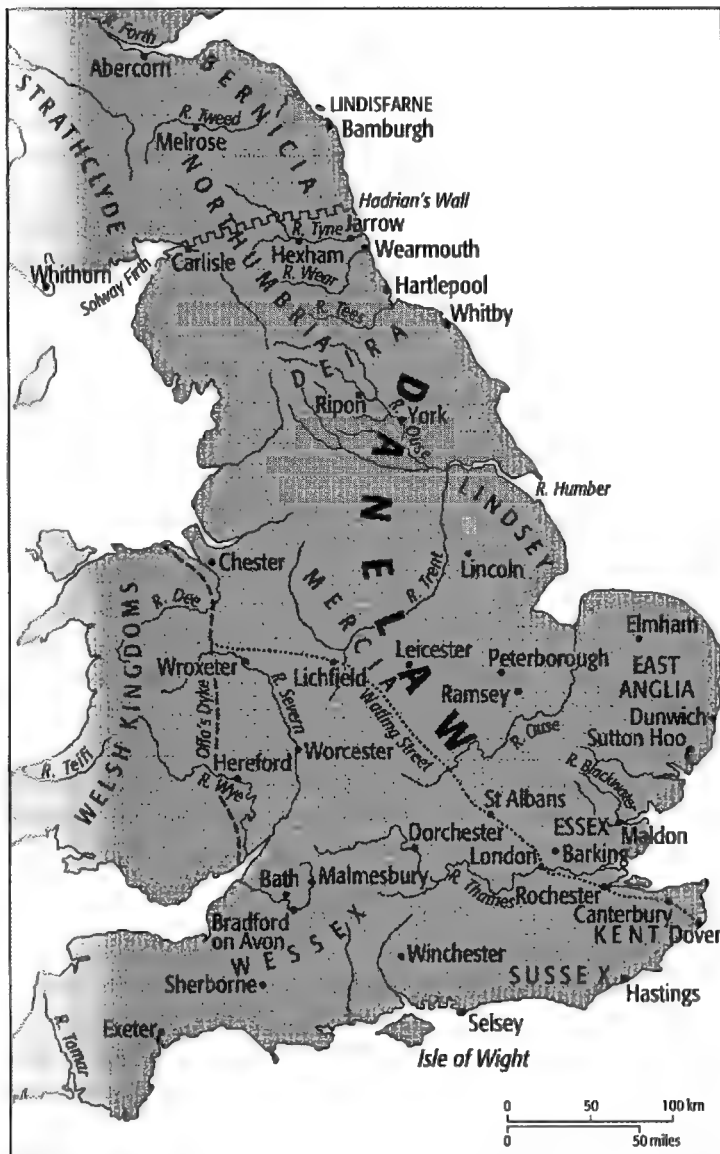 R. Forth
Abercorn
BERNICIA
STRATHCLYDE
LINDISFARNE
R. Tweed
Bamburgh
Melrose
NORTHUMBRIA
Hadrian's Wall
R. Tyne
Jarrow
Hexham
Wearmouth
Carlisle
Whithurn
Solway Firth
R. Wear
Hartlepool
R. Tees
Whitby
DEIRA
DANELAW
Ripon
York
R. Ouse
LINDSEY
R. Humber
Chester
R. Trent
Lincoln
MERCIA
R. Dee
WELSH KINGDOMS
Elmham
Leicester
Peterborough
EAST
ANGLIA
Wroxeter
Lichfield
Ramsey
Offa's Dyke
R. Severn
Watling Street
Dunwich
R. Ouse
Sutton Hoo
Worcester
Hereford
R. Teifi
R. Wye
R. Blackwater
St Albans
Dorchester
ESSEX
Maldon
London
Barking
Bath
Malmesbury
R. Thames
Rochester
Canterbury
Bradford
on Avon
WESSEX
KENT
Dover
Winchester
Sherborne
SUSSEX
Hastings
Exeter
Selsey
R. Tamar
Isle of Wight
0 50 100 km
0 50 miles